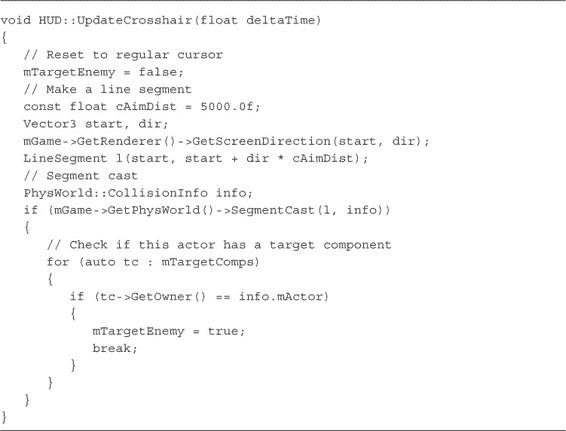 void HUD::UpdateCrosshair(float deltaTime)
{
   // Reset to regular cursor
   mTargetEnemy = false;
   // Make a line segment
   const float cAimDist = 5000.0f;
   Vector3 start, dir;
   mGame->GetRenderer()->GetScreenDirection(start, dir);
   LineSegment l(start, start + dir * cAimDist);
   // Segment cast
   PhysWorld::CollisionInfo info;
   if (mGame->GetPhysWorld()->SegmentCast(l, info))
   {
      // Check if this actor has a target component
      for (auto tc : mTargetComps)
      {
         if (tc->GetOwner() == info.mActor)
         {
            mTargetEnemy = true;
            break;
         }
      }
   }
}